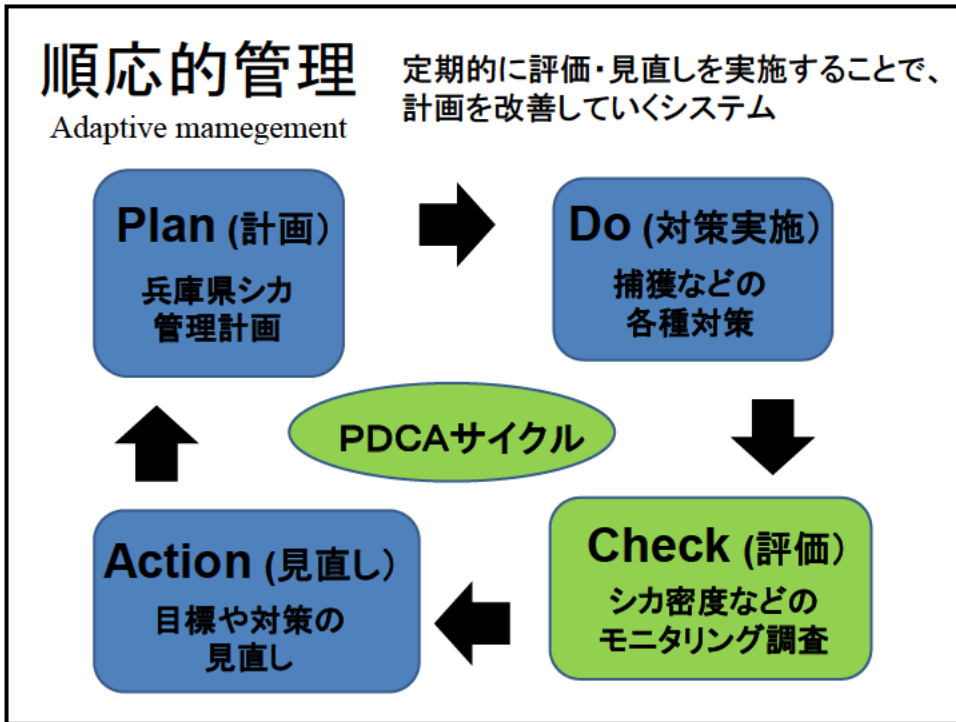 順応的管理
Adaptive mamegement
定期的に評価・見直しを実施することで、
計画を改善していくシステム
Plan (計画)
兵庫県シカ
管理計画
Do (対策実施)
捕獲などの
各種対策
PDCAサイクル
Action (見直し)
目標や対策の
見直し
Check (評価)
シカ密度などの
モニタリング調査